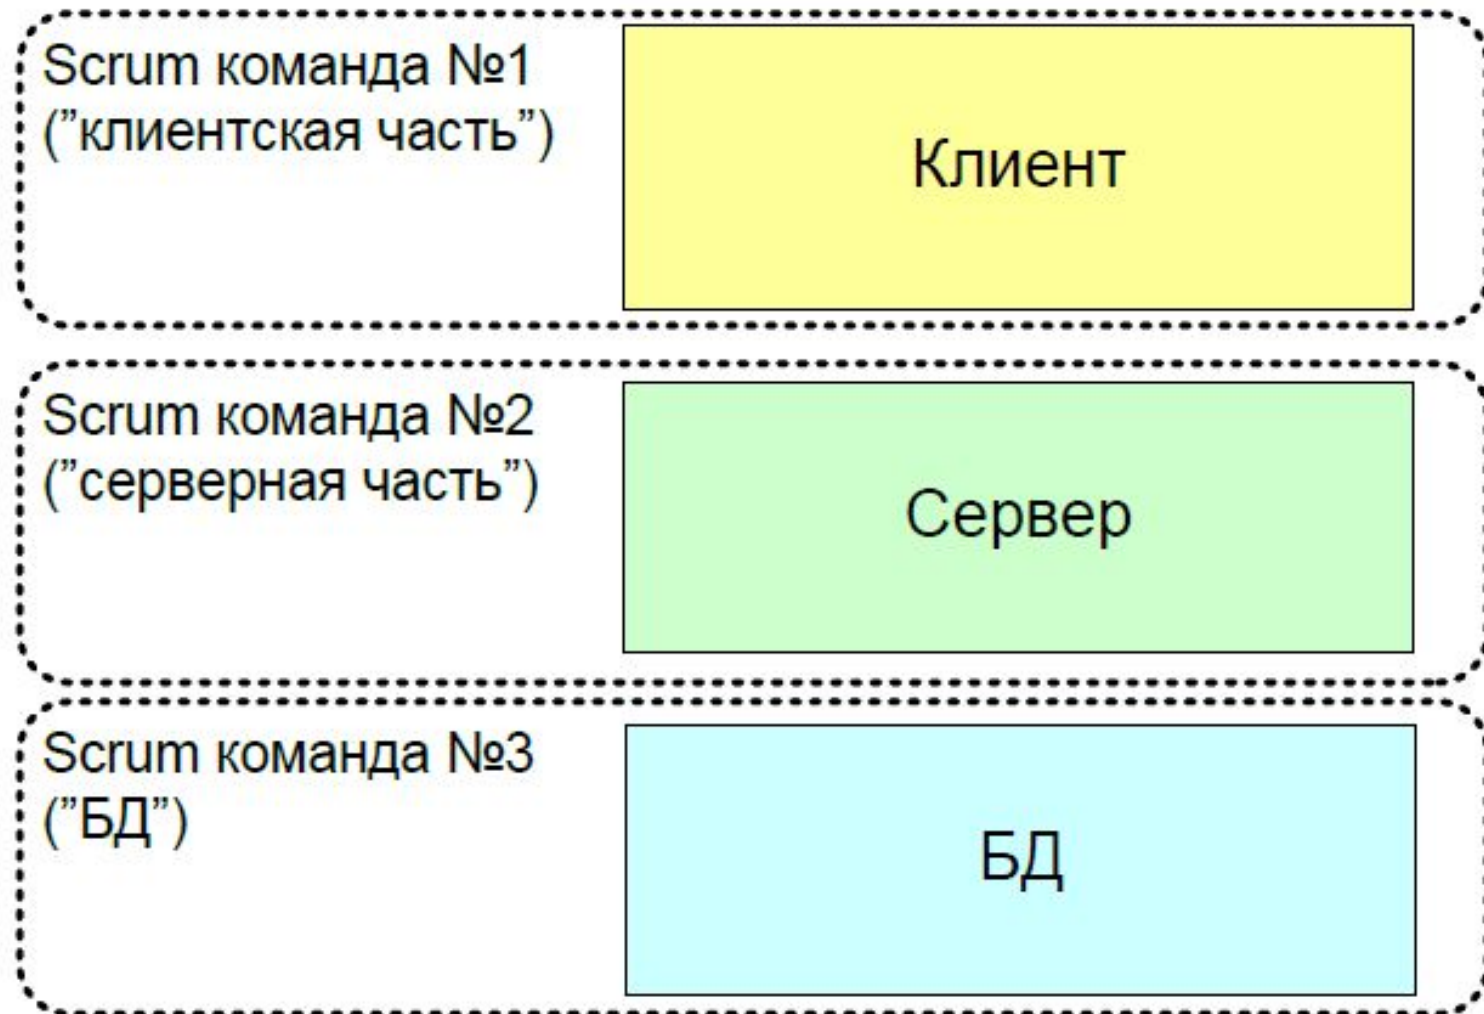 Scrum команда №1
(”клиентская часть”)
Клиент
Scrum команда №2
(”серверная часть”)
Сервер
Scrum команда №3
(”БД”)
БД